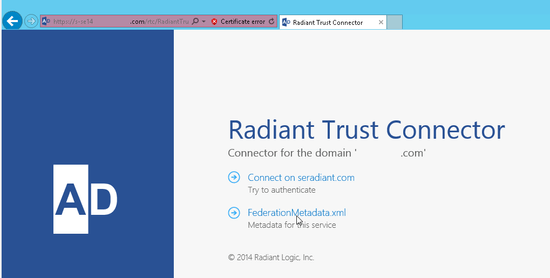 https://
.com/rtc/RadiantTru
Certificate error
AD Radiant Trust Connector
Radiant Trust Connector
Connector for the domain ' .com'
Connect on seradiant.com
Try to authenticate
FederationMetadata.xml
Metadata for this service
© 2014 Radiant Logic, Inc.
AD